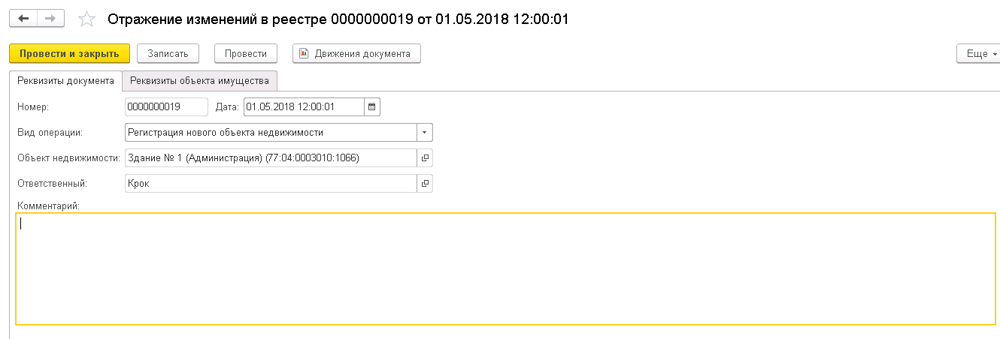 Отражение изменений в реестре 0000000019 от 01.05.2018 12:00:01
Провести и закрыть Записать Провести Движения документа Еще
Реквизиты документа Реквизиты объекта имущества
Номер: 0000000019 Дата: 01.05.2018 12:00:01
Вид операции: Регистрация нового объекта недвижимости
Объект недвижимости: Здание № 1 (Администрация) (77:04:0003010:1066)
Ответственный: Крок
Комментарий: